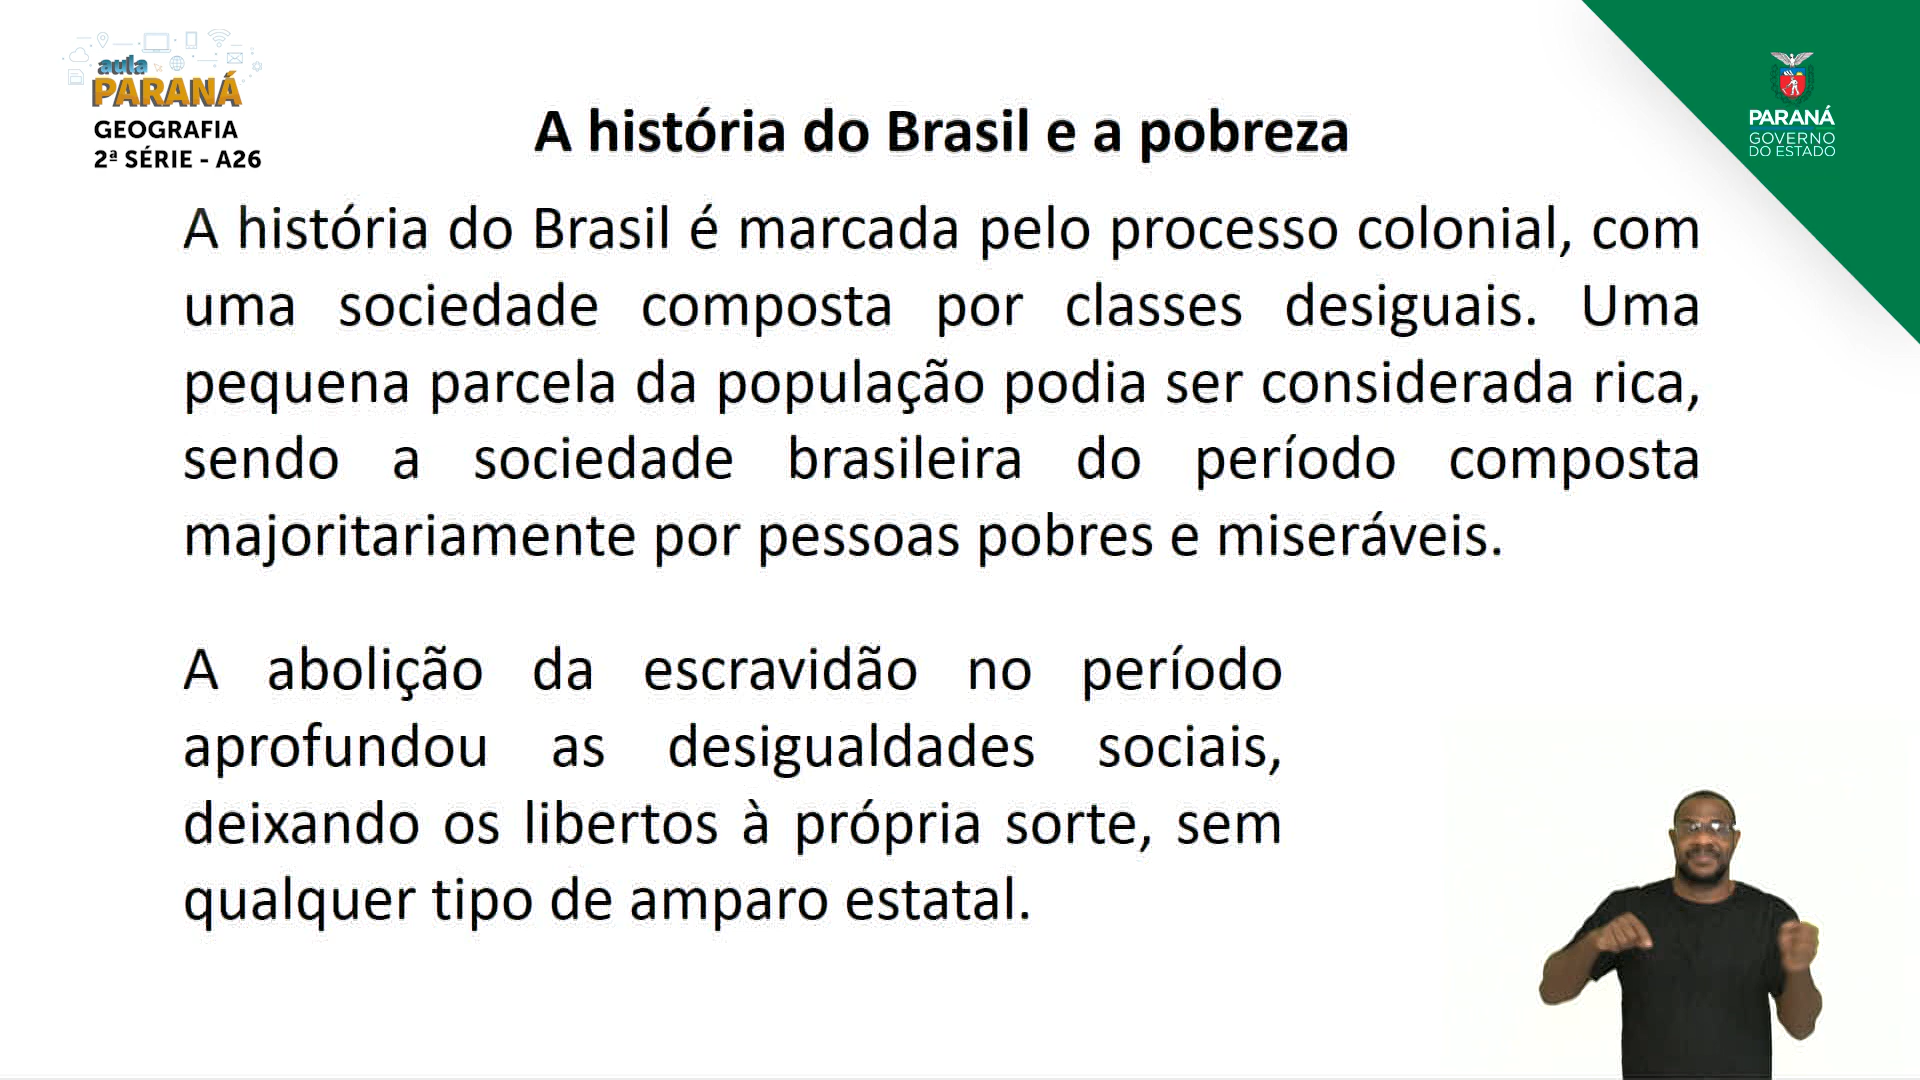 aula
PARANÁ
GEOGRAFIA
2ª SÉRIE - A26
PARANÁ
GOVERNO
DO ESTADO
A história do Brasil e a pobreza
A história do Brasil é marcada pelo processo colonial, com
uma sociedade composta por classes desiguais. Uma
pequena parcela da população podia ser considerada rica,
sendo a sociedade brasileira do período composta
majoritariamente por pessoas pobres e miseráveis.
A abolição da escravidão no período
aprofundou as desigualdades sociais,
deixando os libertos à própria sorte, sem
qualquer tipo de amparo estatal.